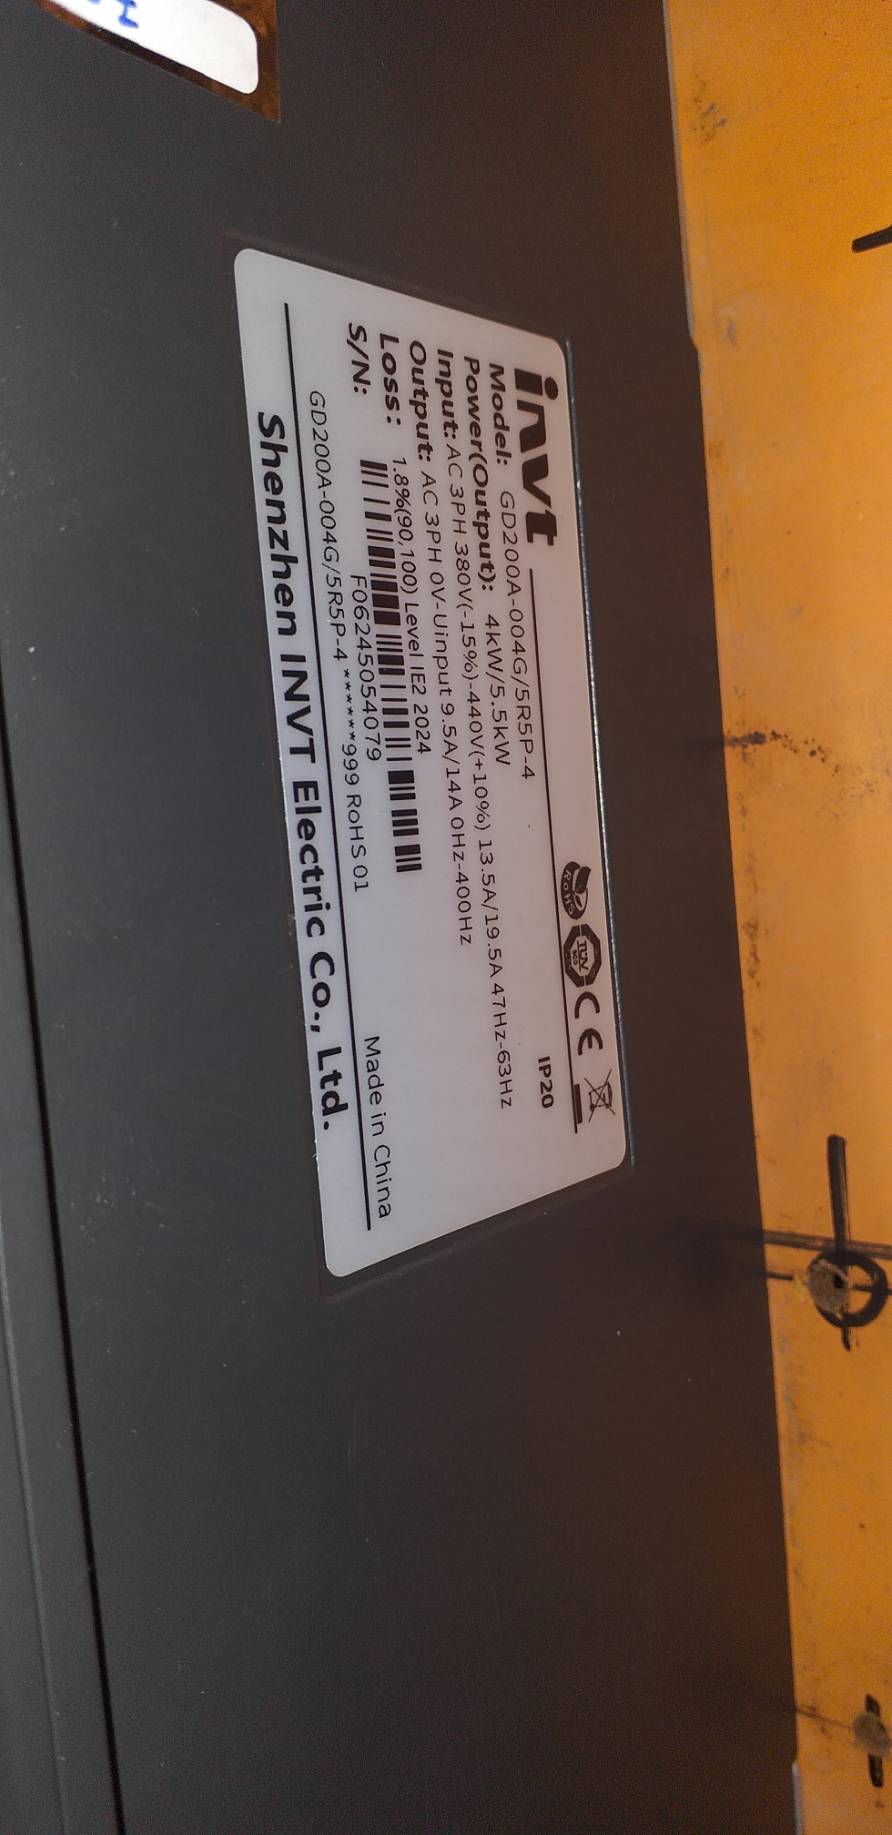 invt
RoHS
TÜV
CE
Model: GD200A-004G/5R5P-4
IP20
Power(Output): 4kW/5.5kW
Input: AC 3PH 380V(-15%)-440V(+10%) 13.5A/19.5A 47Hz-63Hz
Output: AC 3PH 0V-Uinput 9.5A/14A 0Hz-400Hz
Loss: 1.8%(90,100) Level IE2 2024
S/N:
F06245054079
GD200A-004G/5R5P-4 *******999 RoHS 01
Made in China
Shenzhen INVT Electric Co., Ltd.